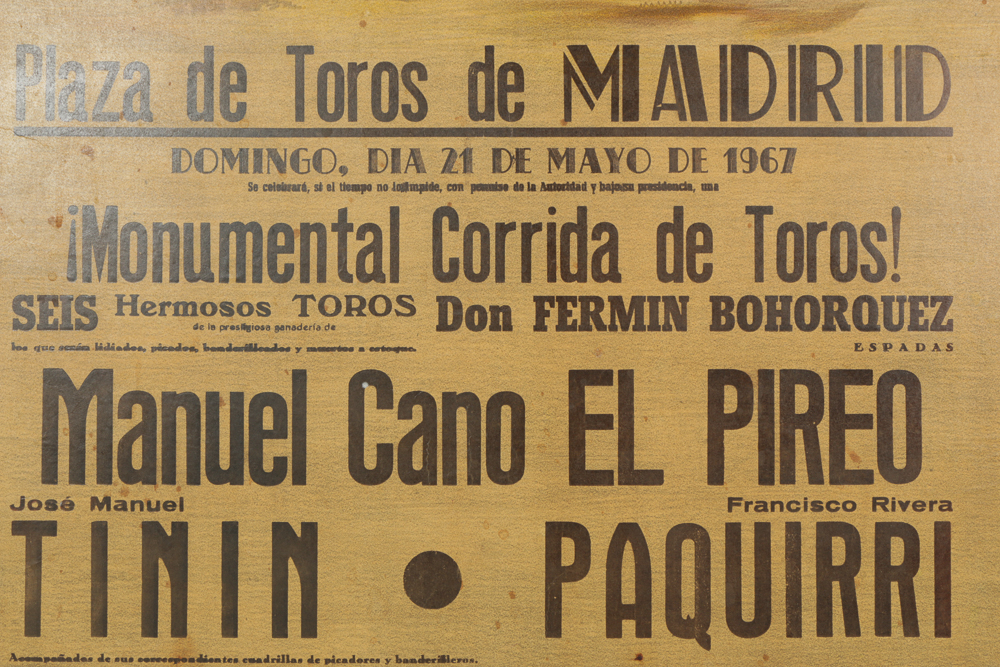 Plaza de Toros de MADRID
DOMINGO, DIA 21 DE MAYO DE 1967
Se celebrará, si el tiempo no lo impide, con permiso de la Autoridad y bajo su presidencia, una
¡Monumental Corrida de Toros!
SEIS Hermosos TOROS Don FERMIN BOHORQUEZ
de la prestigiosa ganadería de
los que serán lidiados, picados, banderilleados y muertos a estoque.
ESPADAS
Manuel Cano EL PIREO
José Manuel Francisco Rivera
TININ ● PAQUIRRI
Acompañados de sus correspondientes cuadrillas de picadores y banderilleros.